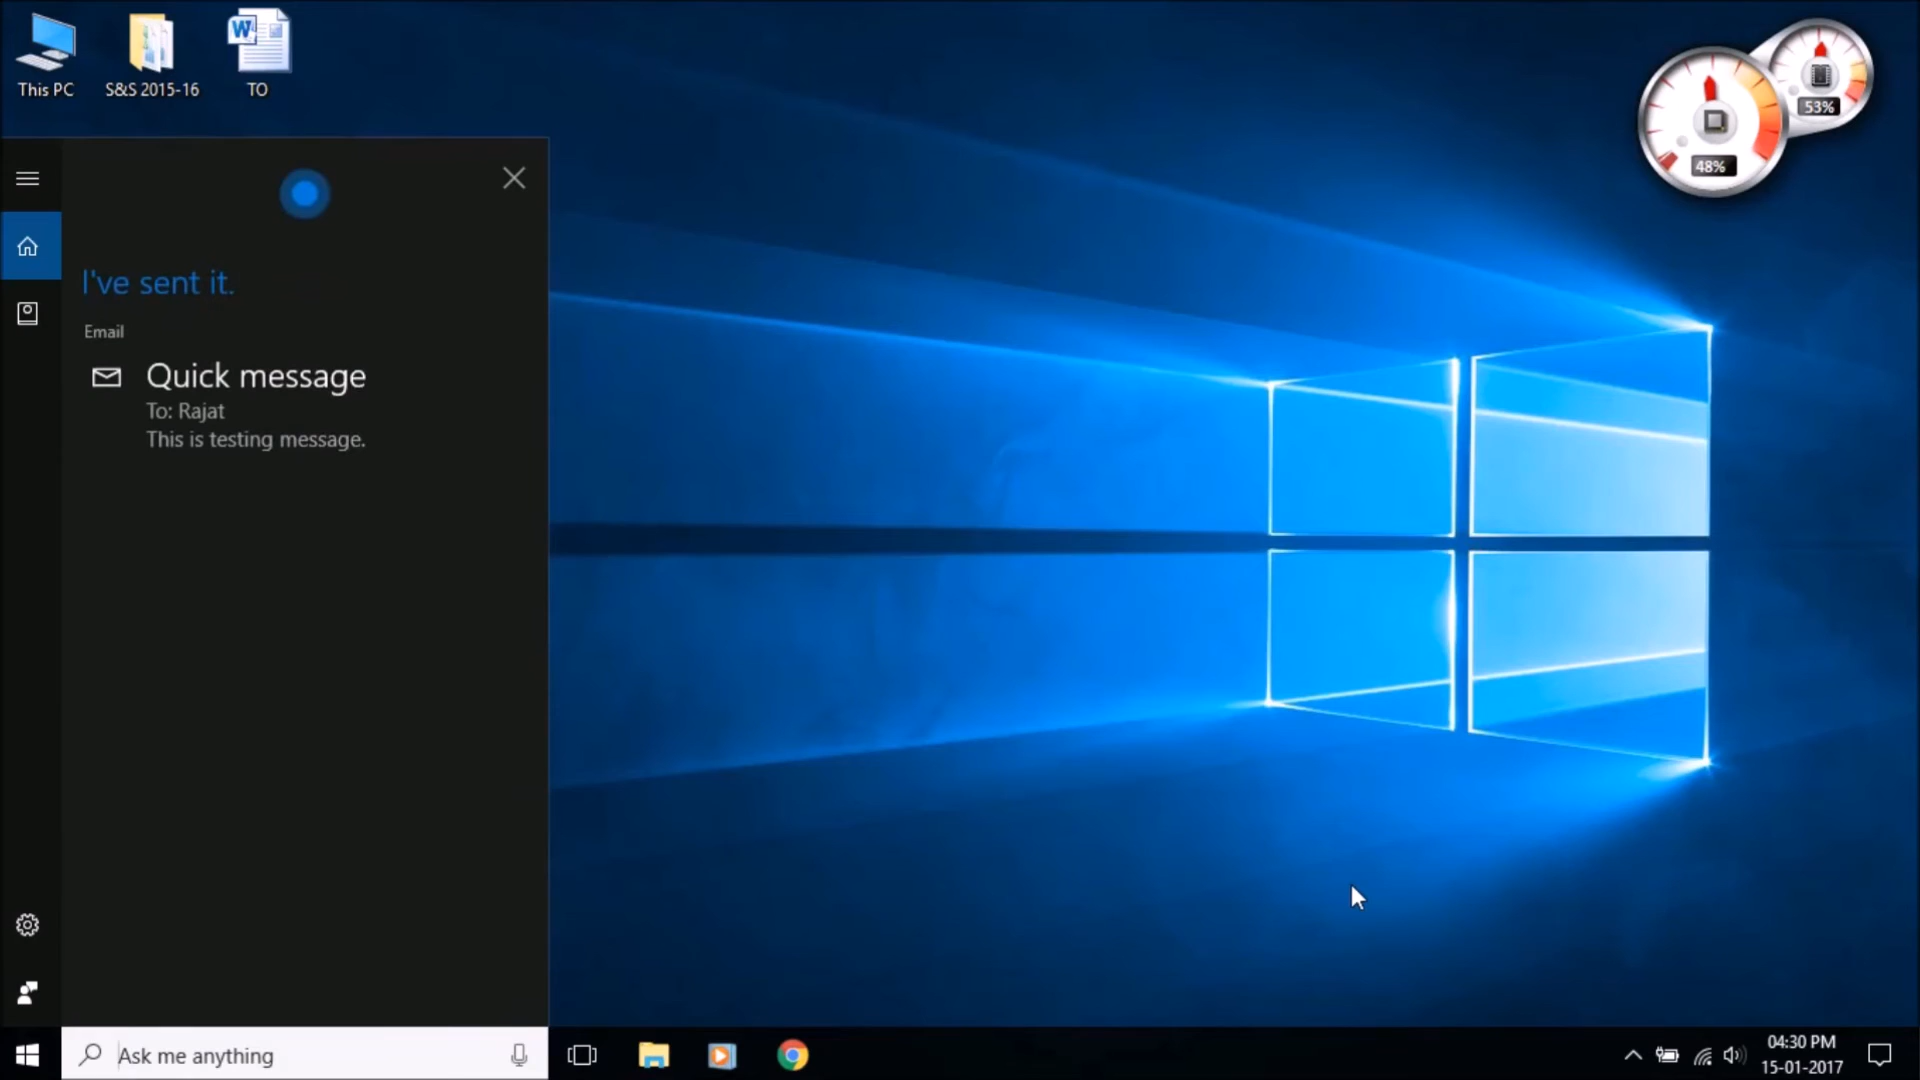 This PC
S&S 2015-16
TO
53%
48%
I've sent it.
Email
Quick message
To: Rajat
This is testing message.
Ask me anything
04:30 PM
15-01-2017